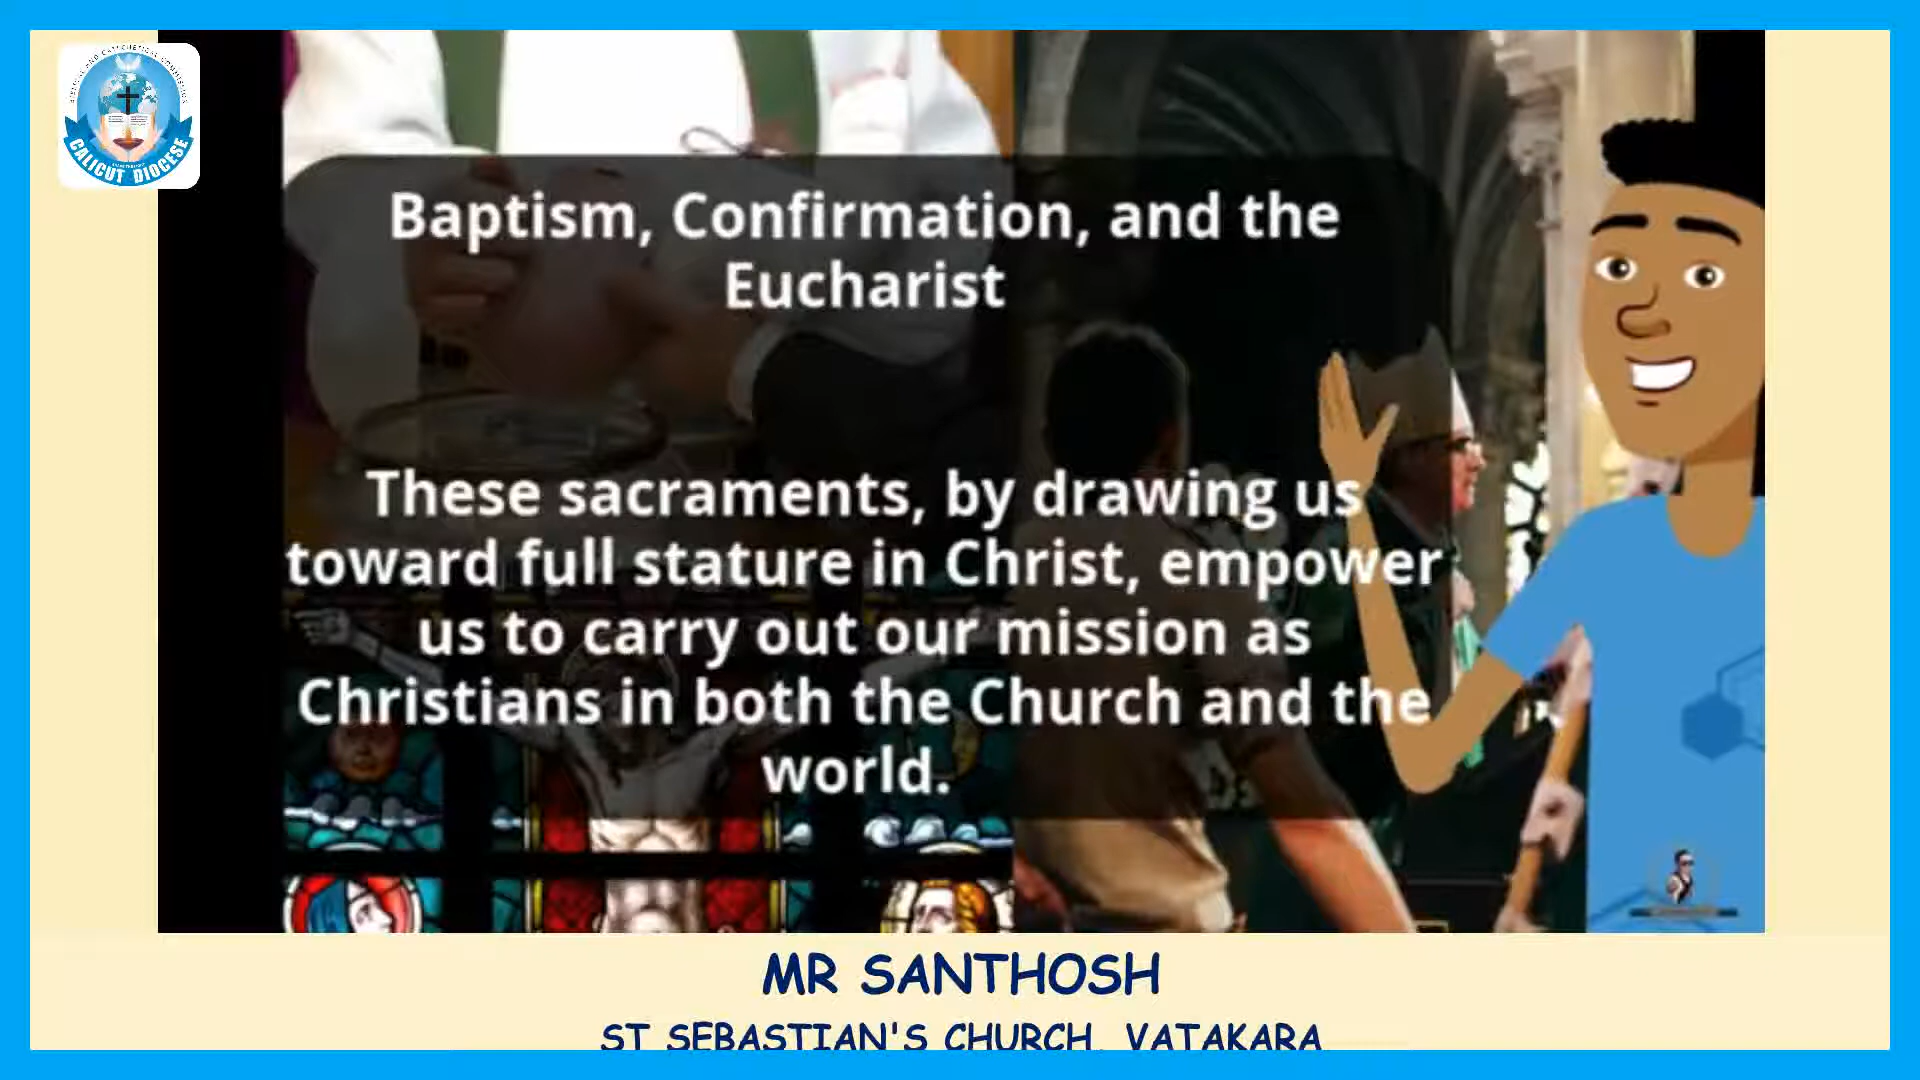 CALICUT DIOCESE
Baptism, Confirmation, and the
Eucharist
These sacraments, by drawing us
toward full stature in Christ, empower
us to carry out our mission as
Christians in both the Church and the
world.
MR SANTHOSH
ST SEBASTIAN'S CHURCH, VATAKARA